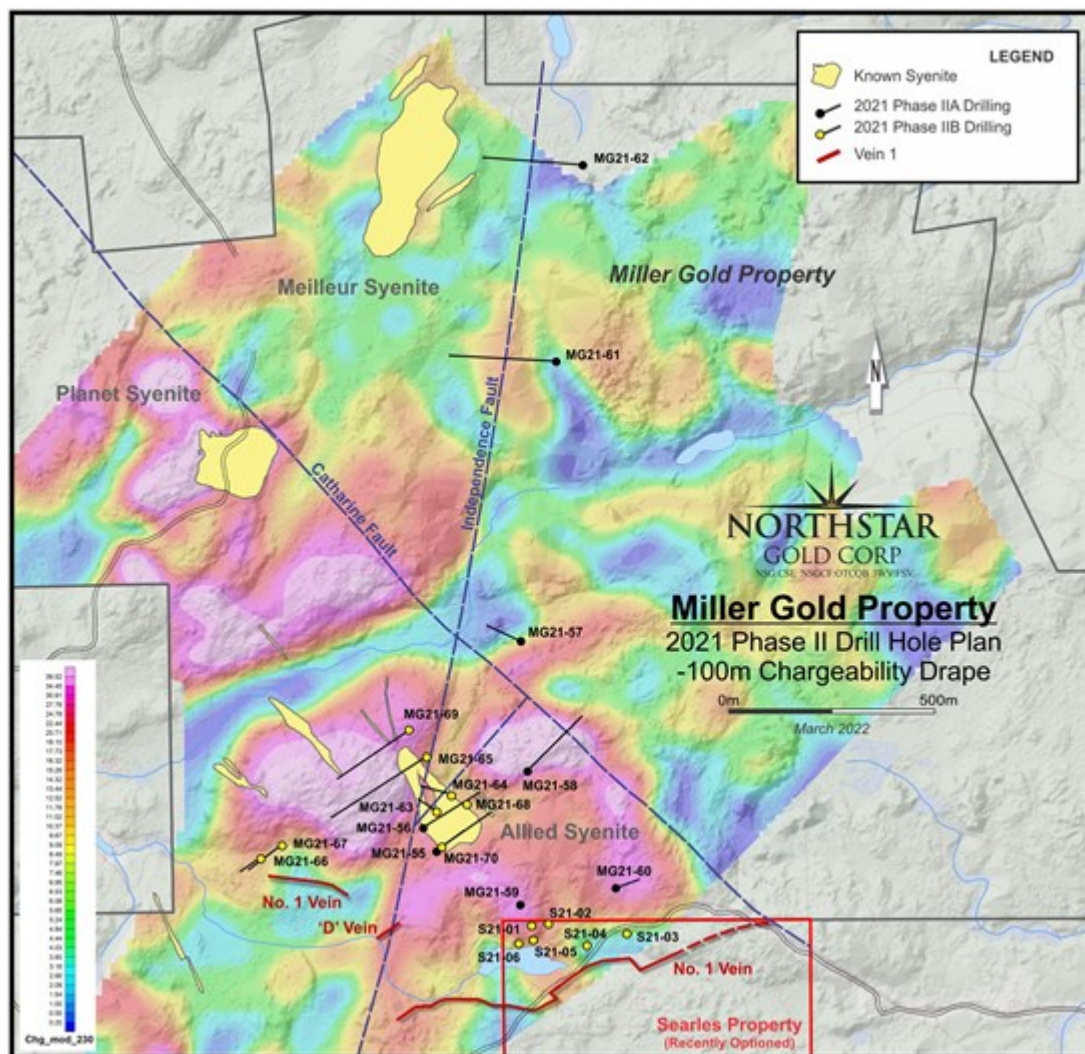 LEGEND
Known Syenite
2021 Phase IIA Drilling
2021 Phase IIB Drilling
Vein 1
MG21-62
Meilleur Syenite
Miller Gold Property
N
MG21-61
Planet Syenite
Independence Fault
Catharine Fault
NORTHSTAR
GOLD CORP
Miller Gold Property
2021 Phase II Drill Hole Plan
-100m Chargeability Drape
0m
500m
March 2022
MG21-57
MG21-69
MG21-65
MG21-64
MG21-58
MG21-63
MG21-68
MG21-56
Allied Syenite
MG21-67
MG21-55
MG21-66
MG21-70
MG21-60
No. 1 Vein
MG21-59
'D' Vein
S21-02
S21-01
S21-04
S21-03
S21-06
S21-05
No. 1 Vein
Searles Property
(Recently Optioned)
Chg_mod_230